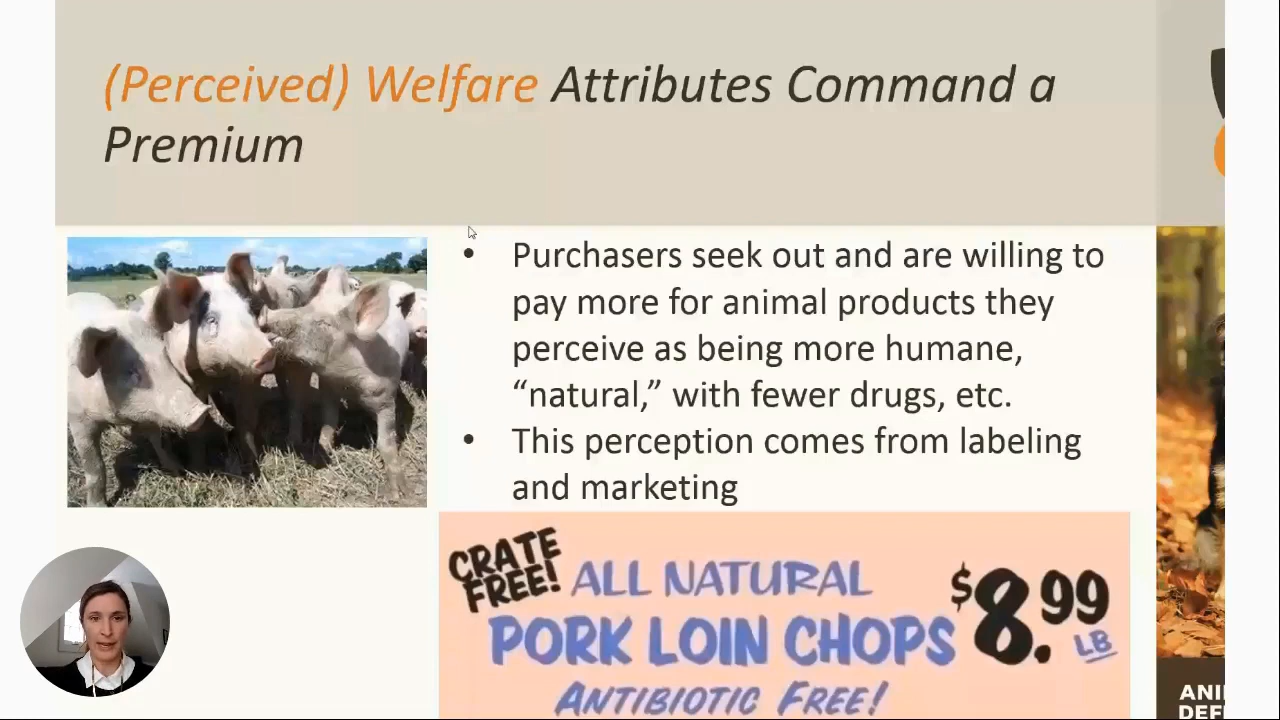 (Perceived) Welfare Attributes Command a
Premium
• Purchasers seek out and are willing to
pay more for animal products they
perceive as being more humane,
“natural,” with fewer drugs, etc.
• This perception comes from labeling
and marketing
CRATE
FREE!
ALL NATURAL
PORK LOIN CHOPS
$8.99
LB
ANTIBIOTIC FREE!
ANI
DEF